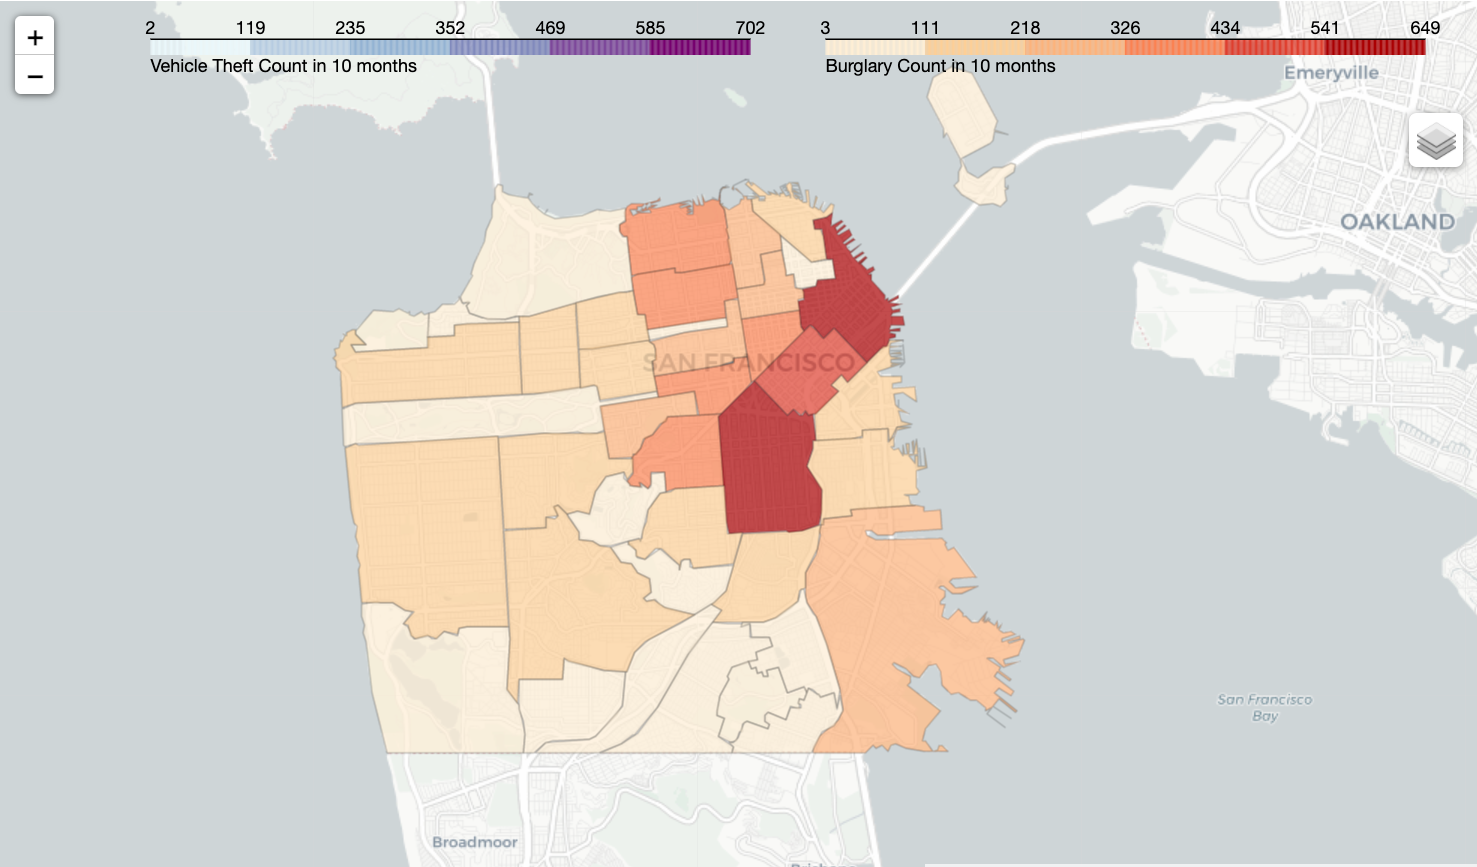 +
−
2 119 235 352 469 585 702
Vehicle Theft Count in 10 months
3 111 218 326 434 541 649
Burglary Count in 10 months
Emeryville
OAKLAND
SAN FRANCISCO
San Francisco
Bay
Broadmoor